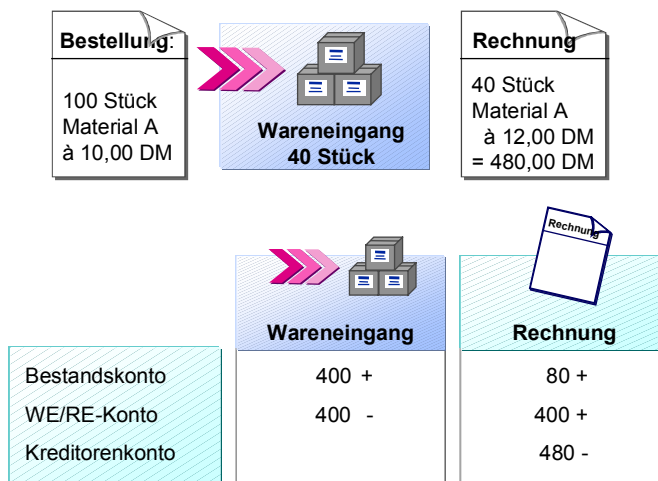 Bestellung:
100 Stück
Material A
à 10,00 DM
Wareneingang
40 Stück
Rechnung
40 Stück
Material A
à 12,00 DM
= 480,00 DM
Rechnung
Wareneingang
Rechnung
Bestandskonto 400 + 80 +
WE/RE-Konto 400 - 400 +
Kreditorenkonto 480 -